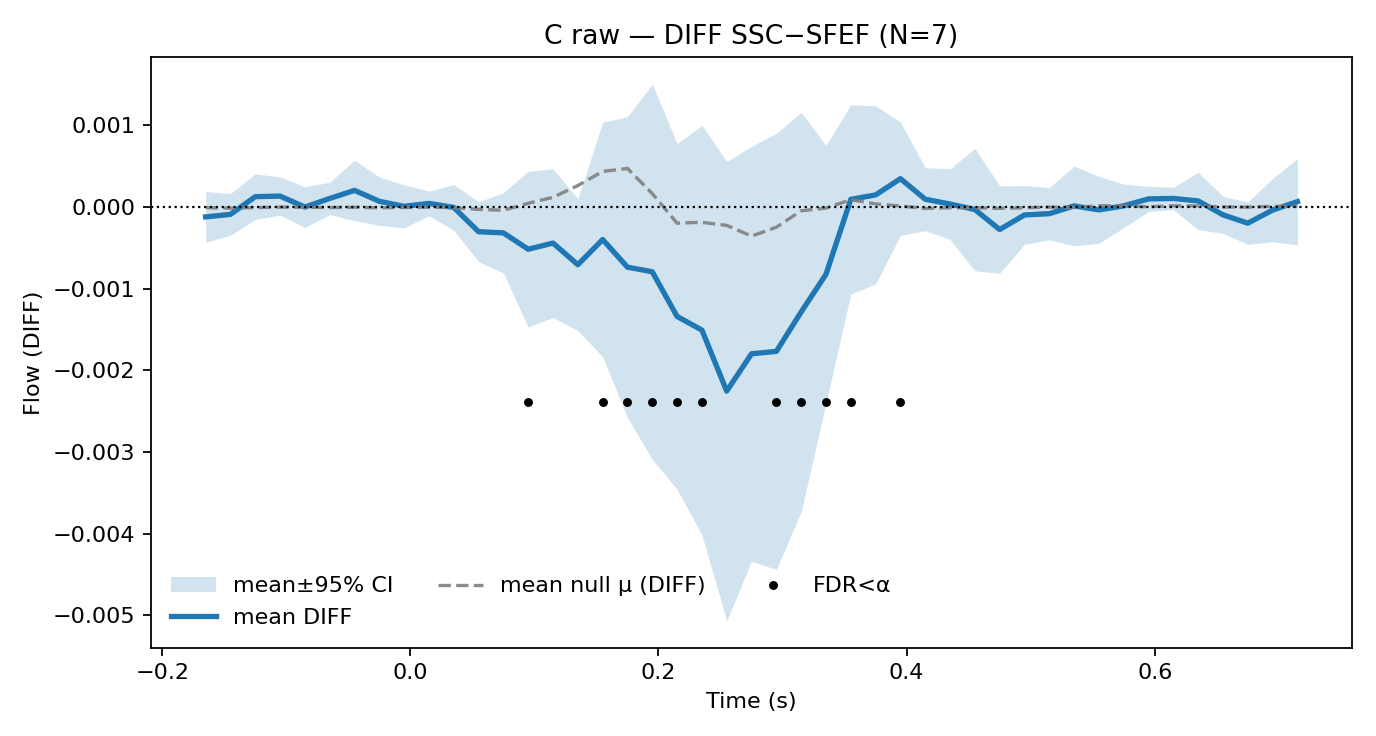 C raw — DIFF SSC−SFEF (N=7)
Flow (DIFF)
0.001
0.000
−0.001
−0.002
−0.003
−0.004
−0.005
mean±95% CI
mean DIFF
mean null μ (DIFF)
FDR<α
−0.2
0.0
0.2
0.4
0.6
Time (s)